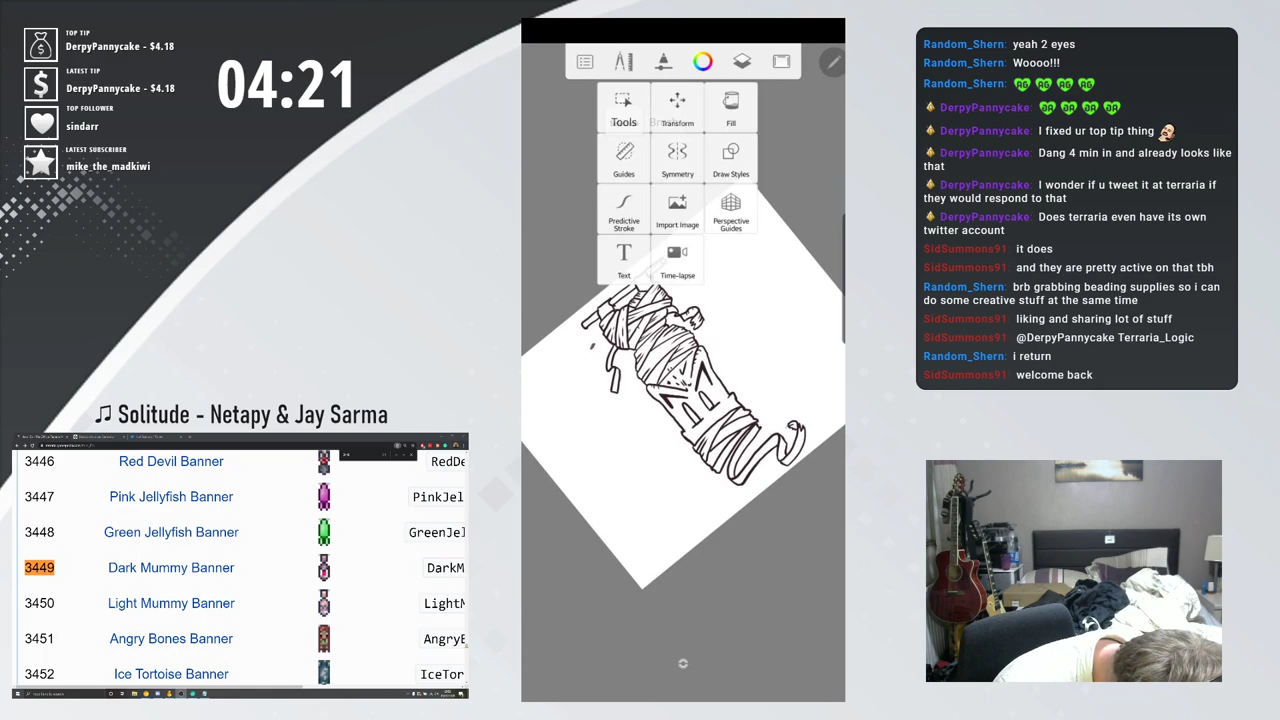 TOP TIP
DerpyPannycake - $4.18
LATEST TIP
DerpyPannycake - $4.18
TOP FOLLOWER
sindarr
LATEST SUBSCRIBER
mike_the_madkiwi
04:21
♫ Solitude - Netapy & Jay Sarma
3446 Red Devil Banner RedDe
3447 Pink Jellyfish Banner PinkJel
3448 Green Jellyfish Banner GreenJel
3449 Dark Mummy Banner DarkM
3450 Light Mummy Banner LightM
3451 Angry Bones Banner AngryB
3452 Ice Tortoise Banner IceTor
Tools Transform Fill
Guides Symmetry Draw Styles
Predictive Stroke Import Image Perspective Guides
Text Time-lapse
Random_Shern: yeah 2 eyes
Random_Shern: Woooo!!!
Random_Shern:
DerpyPannycake:
DerpyPannycake: I fixed ur top tip thing
DerpyPannycake: Dang 4 min in and already looks like
that
DerpyPannycake: I wonder if u tweet it at terraria if
they would respond to that
DerpyPannycake: Does terraria even have its own
twitter account
SidSummons91: it does
SidSummons91: and they are pretty active on that tbh
Random_Shern: brb grabbing beading supplies so i can
do some creative stuff at the same time
SidSummons91: liking and sharing lot of stuff
SidSummons91: @DerpyPannycake Terraria_Logic
Random_Shern: i return
SidSummons91: welcome back